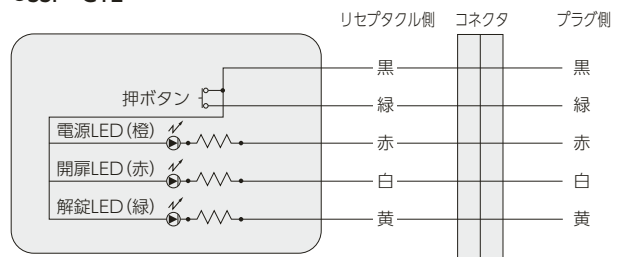 リセプタクル側 コネクタ プラグ側
黒 黒
押ボタン 緑 緑
電源LED(橙) 赤 赤
開扉LED(赤) 白 白
解錠LED(緑) 黄 黄